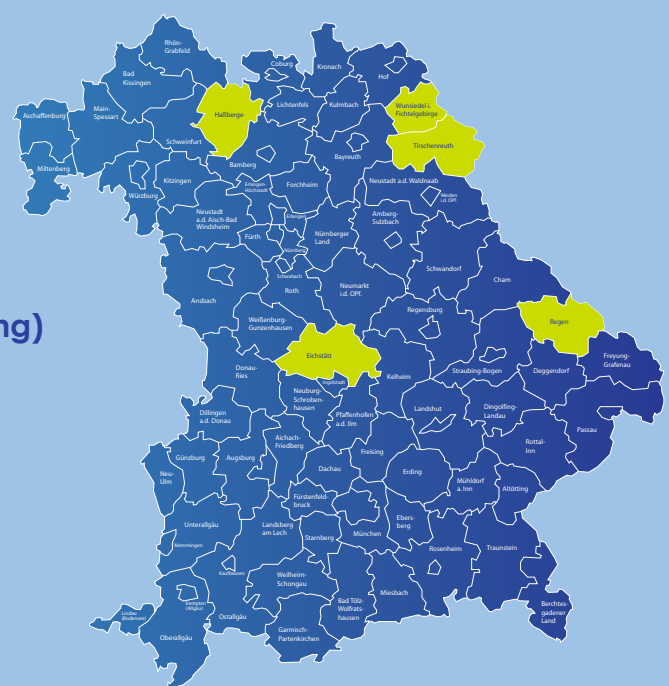 Rhön-
Grabfeld
Coburg
Kronach
Hof
Bad
Kissingen
Aschaffenburg
Main-
Spessart
Haßberge
Lichtenfels
Kulmbach
Wunsiedel i.
Fichtelgebirge
Schweinfurt
Tirschenreuth
Miltenberg
Bamberg
Bayreuth
Kitzingen
Würzburg
Erlangen-
Höchstadt
Forchheim
Neustadt a.d. Waldnaab
Weiden
i.d. OPf.
Neustadt
a.d. Aisch-Bad
Windsheim
Erlangen
Fürth
Nürnberg
Nürnberger
Land
Amberg-
Sulzbach
Schwabach
Roth
Neumarkt
i.d. OPf.
Schwandorf
Cham
Ansbach
Regensburg
Regen
ng)
Weißenburg-
Gunzenhausen
Eichstätt
Freyung-
Grafenau
Donau-
Ries
Ingolstadt
Neuburg-
Schroben-
hausen
Kelheim
Straubing-Bogen
Deggendorf
Dillingen
a.d. Donau
Pfaffenhofen
a.d. Ilm
Landshut
Dingolfing-
Landau
Passau
Aichach-
Friedberg
Rottal-
Inn
Günzburg
Augsburg
Freising
Neu-
Ulm
Dachau
Erding
Mühldorf
a. Inn
Altötting
Fürstenfeld-
bruck
Unterallgäu
Landsberg
am Lech
Starnberg
München
Ebers-
berg
Memmingen
Rosenheim
Traunstein
Kaufbeuren
Weilheim-
Schongau
Miesbach
Bad Tölz-
Wolfrats-
hausen
Kempten
(Allgäu)
Lindau
(Bodensee)
Ostallgäu
Oberallgäu
Garmisch-
Partenkirchen
Berchtes-
gadener
Land